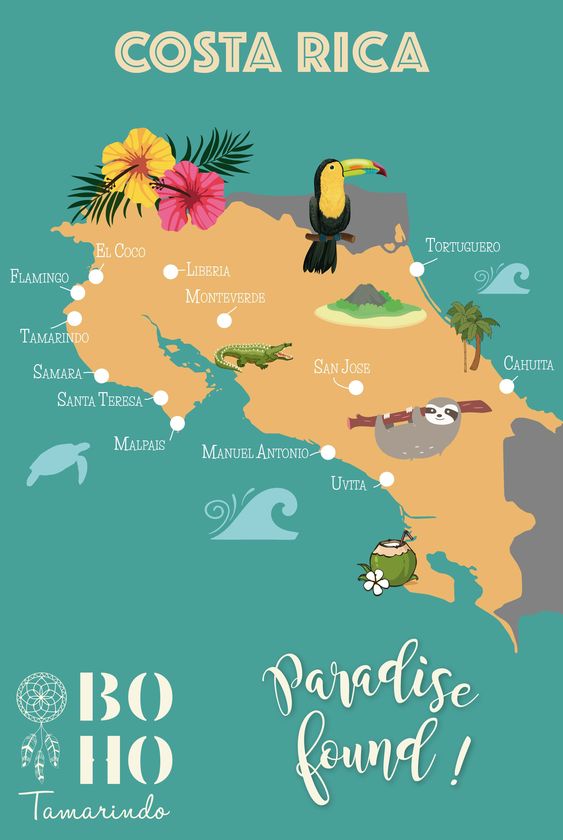 COSTA RICA
EL COCO
FLAMINGO
LIBERIA
TORTUGUERO
MONTEVERDE
TAMARINDO
SAN JOSE
CAHUITA
SAMARA
SANTA TERESA
MALPAIS
MANUEL ANTONIO
UVITA
Paradise
found!
BO
HO
Tamarindo